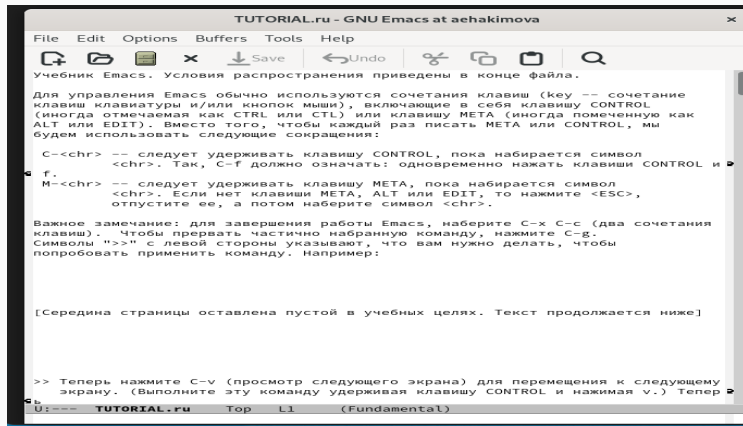 TUTORIAL.ru - GNU Emacs at aehakimova
File Edit Options Buffers Tools Help
Save Undo
Учебник Emacs. Условия распространения приведены в конце файла.
Для управления Emacs обычно используются сочетания клавиш (key -- сочетание
клавиш клавиатуры и/или кнопок мыши), включающие в себя клавишу CONTROL
(иногда отмечаемая как CTRL или CTL) или клавишу META (иногда помеченную как
ALT или EDIT). Вместо того, чтобы каждый раз писать META или CONTROL, мы
будем использовать следующие сокращения:
C-<chr> -- следует удерживать клавишу CONTROL, пока набирается символ
<chr>. Так, C-f должно означать: одновременно нажать клавиши CONTROL и
f.
M-<chr> -- следует удерживать клавишу META, пока набирается символ
<chr>. Если нет клавиши META, ALT или EDIT, то нажмите <ESC>,
отпустите ее, а потом наберите символ <chr>.
Важное замечание: для завершения работы Emacs, наберите C-x C-c (два сочетания
клавиш). Чтобы прервать частично набранную команду, нажмите C-g.
Символы ">>" с левой стороны указывают, что вам нужно делать, чтобы
попробовать применить команду. Например:
[Середина страницы оставлена пустой в учебных целях. Текст продолжается ниже]
>> Теперь нажмите C-v (просмотр следующего экрана) для перемещения к следующему
экрану. (Выполните эту команду удерживая клавишу CONTROL и нажимая v.) Тепер
ь
U:--- TUTORIAL.ru Top L1 (Fundamental)